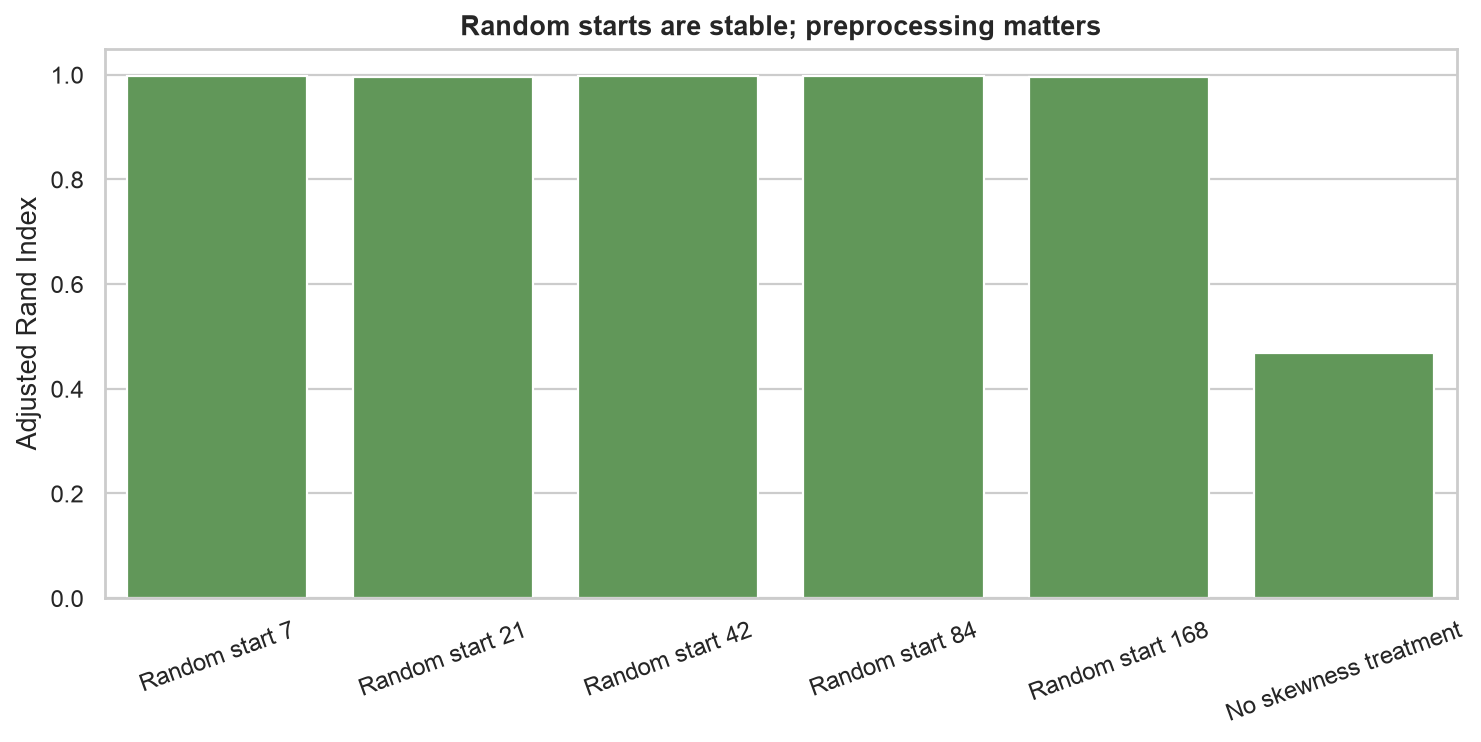 Random starts are stable; preprocessing matters
Adjusted Rand Index
1.0
0.8
0.6
0.4
0.2
0.0
Random start 7
Random start 21
Random start 42
Random start 84
Random start 168
No skewness treatment